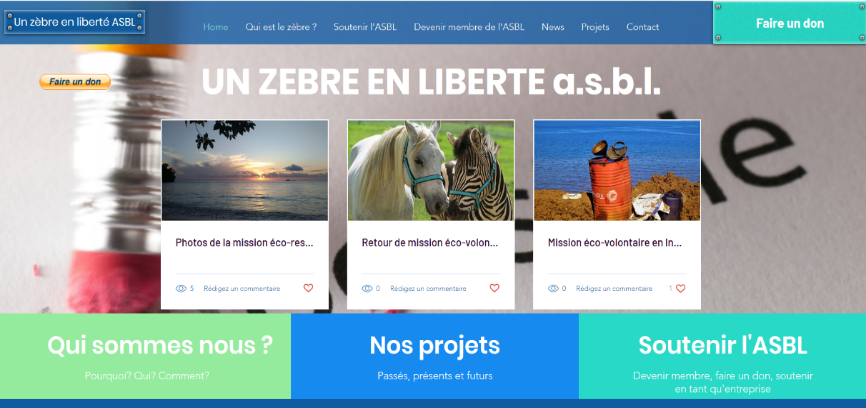 Un zèbre en liberté ASBL
Home Qui est le zèbre ? Soutenir l'ASBL Devenir membre de l'ASBL News Projets Contact
Faire un don
Faire un don
UN ZEBRE EN LIBERTE a.s.b.l.
Photos de la mission éco-res...
5 Rédigez un commentaire
Retour de mission éco-volon...
0 Rédigez un commentaire
Mission éco-volontaire en In...
0 Rédigez un commentaire 1
Qui sommes nous ?
Pourquoi? Qui? Comment?
Nos projets
Passés, présents et futurs
Soutenir l'ASBL
Devenir membre, faire un don, soutenir
en tant qu'entreprise